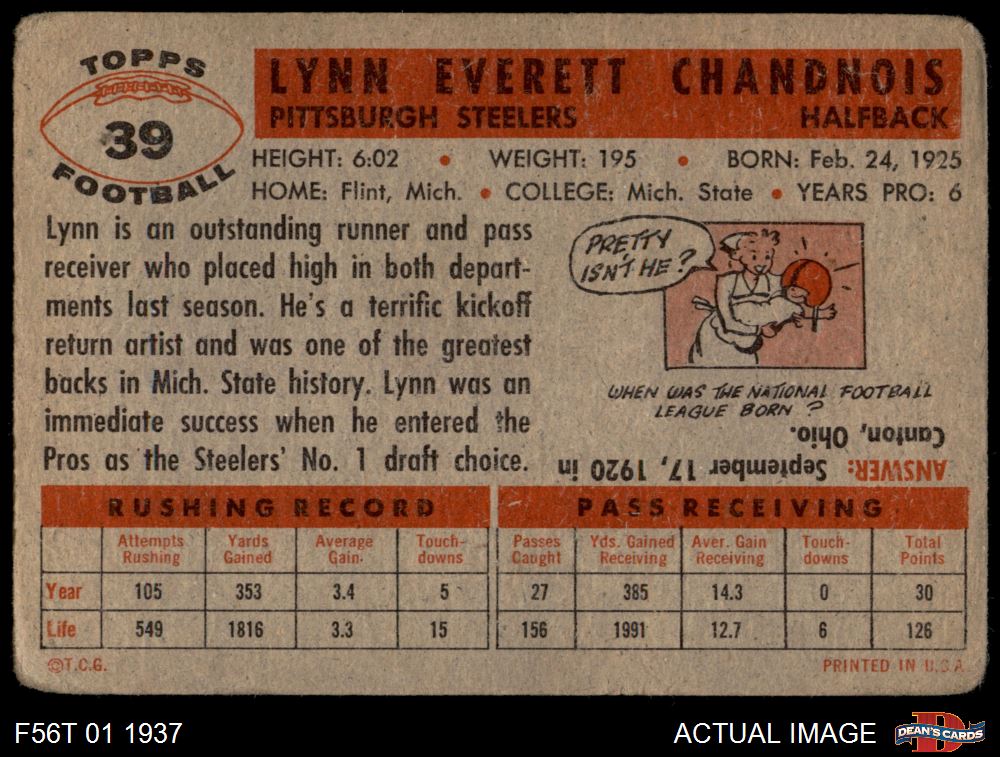 TOPPS
39
FOOTBALL
LYNN EVERETT CHANDNOIS
PITTSBURGH STEELERS HALFBACK
HEIGHT: 6:02 • WEIGHT: 195 • BORN: Feb. 24, 1925
HOME: Flint, Mich. • COLLEGE: Mich. State • YEARS PRO: 6
Lynn is an outstanding runner and pass
receiver who placed high in both depart-
ments last season. He's a terrific kickoff
return artist and was one of the greatest
backs in Mich. State history. Lynn was an
immediate success when he entered the
Pros as the Steelers' No. 1 draft choice.
PRETTY
ISN'T HE?
WHEN WAS THE NATIONAL FOOTBALL
LEAGUE BORN?
ANSWER: September 17, 1920 in
Canton, Ohio.
RUSHING RECORD PASS RECEIVING
Attempts Rushing Yards Gained Average Gain. Touch-downs Passes Caught Yds. Gained Receiving Aver. Gain Receiving Touch-downs Total Points
Year 105 353 3.4 5 27 385 14.3 0 30
Life 549 1816 3.3 15 156 1991 12.7 6 126
©T.C.G. PRINTED IN U.S.A.
F56T 01 1937 ACTUAL IMAGE DEAN'S CARDS